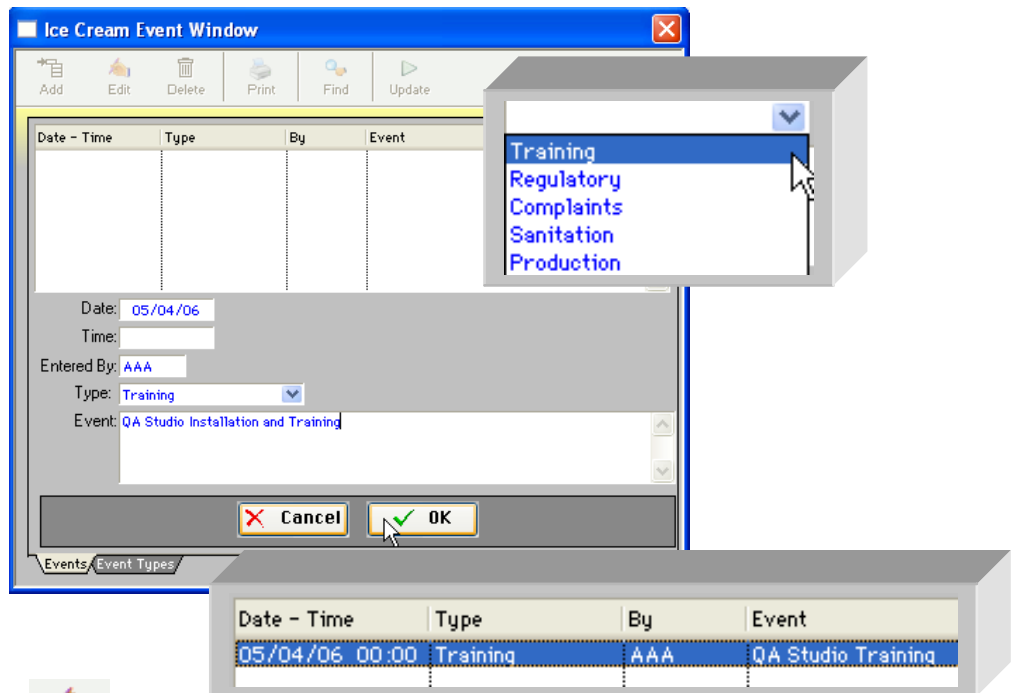 Ice Cream Event Window
Add Edit Delete Print Find Update
Date - Time Type By Event
Training
Regulatory
Complaints
Sanitation
Production
Date: 05/04/06
Time:
Entered By: AAA
Type: Training
Event: QA Studio Installation and Training
Cancel OK
Events Event Types
Date - Time Type By Event
05/04/06 00:00 Training AAA QA Studio Training